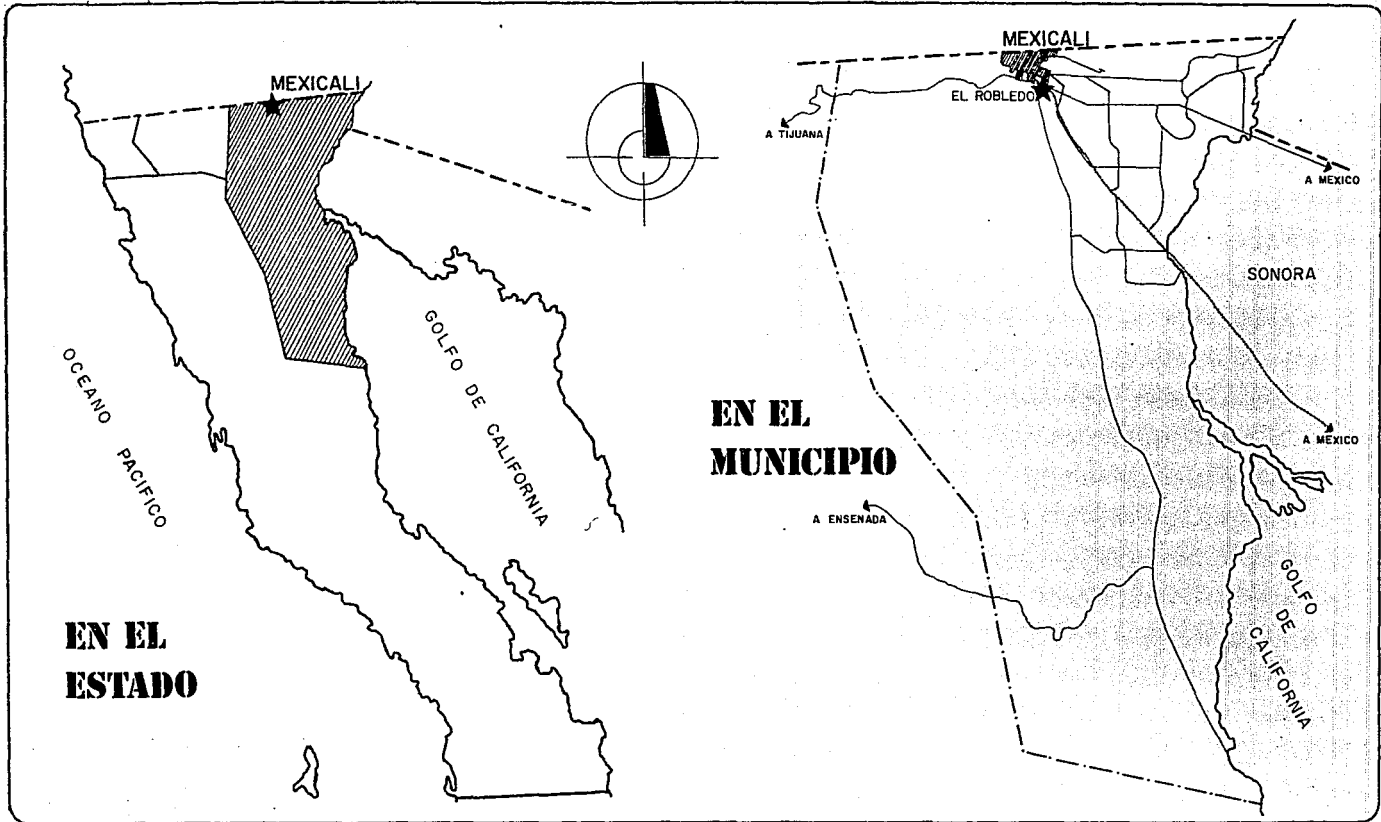 MEXICALI
OCEANO PACIFICO
GOLFO DE CALIFORNIA
EN EL
ESTADO
MEXICALI
EL ROBLEDO
A TIJUANA
A MEXICO
SONORA
EN EL
MUNICIPIO
A MEXICO
A ENSENADA
GOLFO
DE
CALIFORNIA